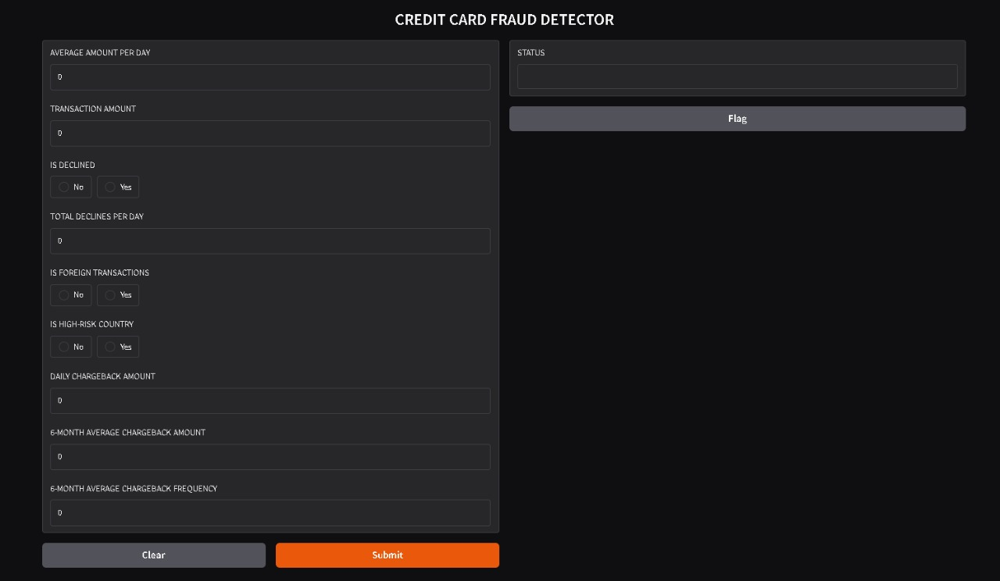 CREDIT CARD FRAUD DETECTOR
AVERAGE AMOUNT PER DAY
0
TRANSACTION AMOUNT
0
IS DECLINED
No Yes
TOTAL DECLINES PER DAY
0
IS FOREIGN TRANSACTIONS
No Yes
IS HIGH-RISK COUNTRY
No Yes
DAILY CHARGEBACK AMOUNT
0
6-MONTH AVERAGE CHARGEBACK AMOUNT
0
6-MONTH AVERAGE CHARGEBACK FREQUENCY
0
Clear Submit
STATUS
Flag